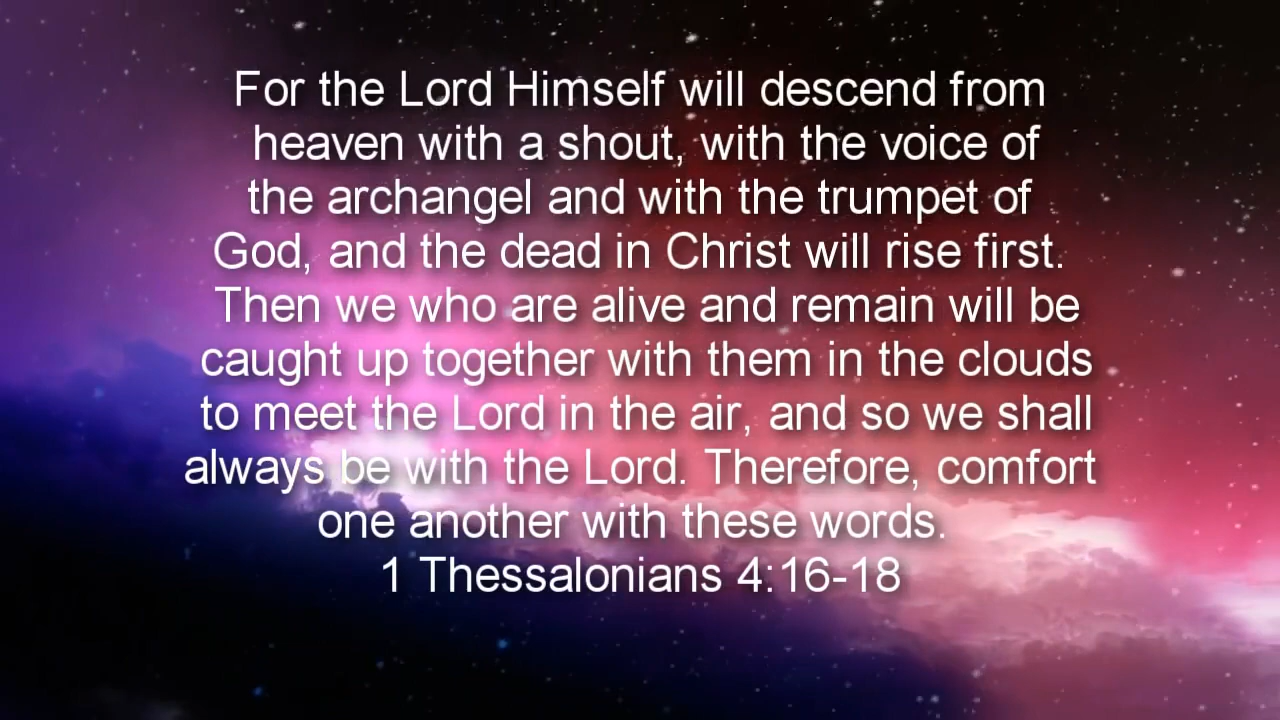 For the Lord Himself will descend from
heaven with a shout, with the voice of
the archangel and with the trumpet of
God, and the dead in Christ will rise first.
Then we who are alive and remain will be
caught up together with them in the clouds
to meet the Lord in the air, and so we shall
always be with the Lord. Therefore, comfort
one another with these words.
1 Thessalonians 4:16-18